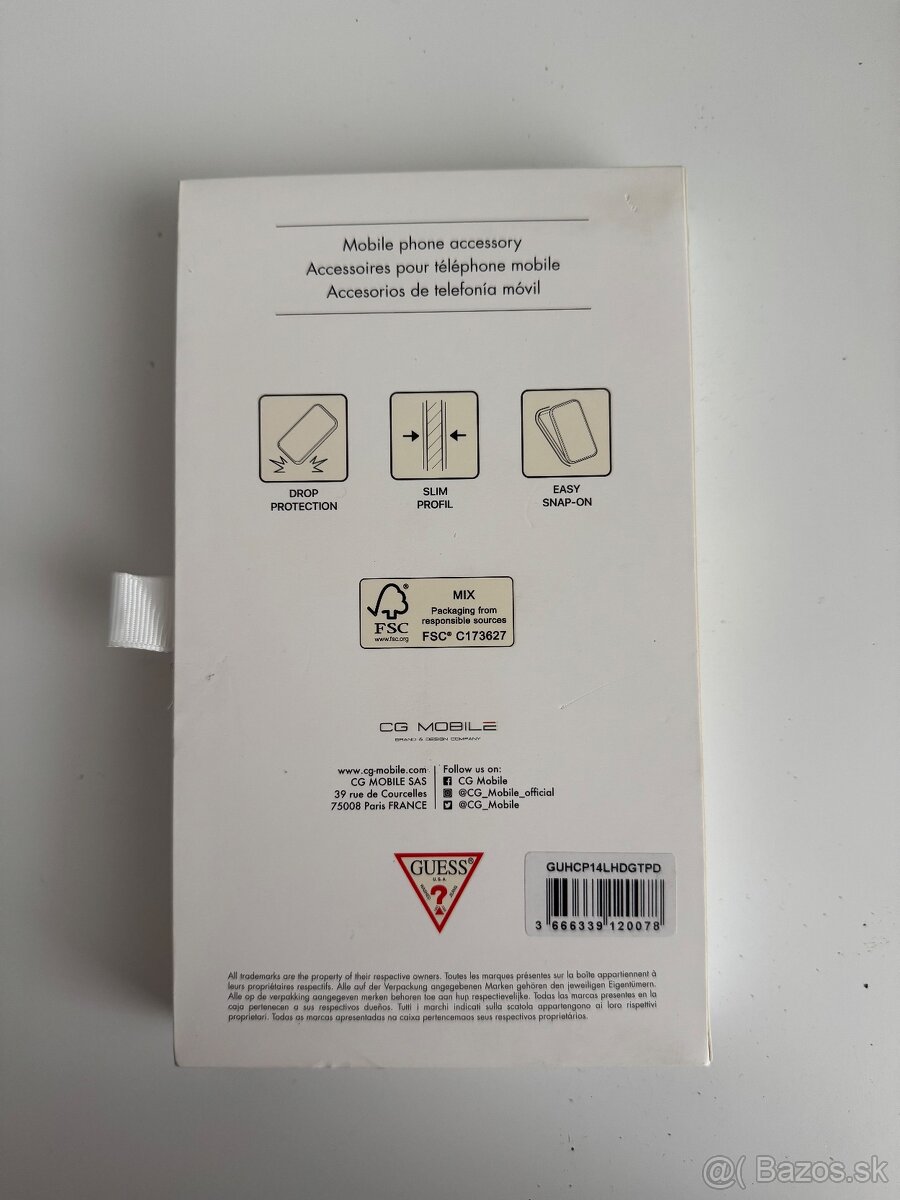 Mobile phone accessory
Accessoires pour téléphone mobile
Accesorios de telefonía móvil
DROP
PROTECTION
SLIM
PROFIL
EASY
SNAP-ON
FSC®
www.fsc.org
MIX
Packaging from
responsible sources
FSC® C173627
CG MOBILE
BRAND & DESIGN COMPANY
www.cg-mobile.com
CG MOBILE SAS
39 rue de Courcelles
75008 Paris FRANCE
Follow us on:
CG Mobile
@CG_Mobile_official
@CG_Mobile
GUESS®
U.S.A.
?
GUHCP14LHDGTPD
3 666339 120078
All trademarks are the property of their respective owners. Toutes les marques présentes sur la boîte appartiennent à
leurs propriétaires respectifs. Alle auf der Verpackung angegebenen Marken gehören den jeweiligen Eigentümern.
Alle op de verpakking aangegeven merken behoren toe aan hup respectievelijke. Todas las marcas presentes en la
caja pertenecen a sus respectivos dueños. Tutti i marchi indicati sulla scatola appartengono ai loro rispettivi
proprietari. Todas as marcas apresentadas na caixa pertencemaos seus respectivos proprietários.
@( Bazos.sk